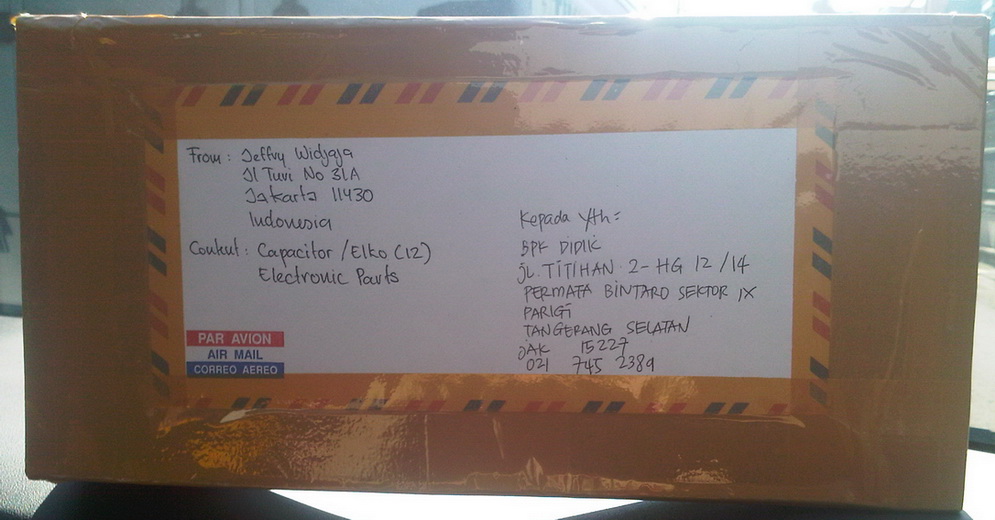 From : Jeffry Widjaja
Jl Tuvi No 31A
Jakarta 11430
Indonesia
Content : Capacitor / Elko (12)
Electronic Parts
PAR AVION
AIR MAIL
CORREO AEREO
Kepada Yth :
BPK DIDIK
JL. TITIHAN 2 - HG 12 / 14
PERMATA BINTARO SEKTOR IX
PARIGI
TANGERANG SELATAN
JAK 15227
021 745 2389